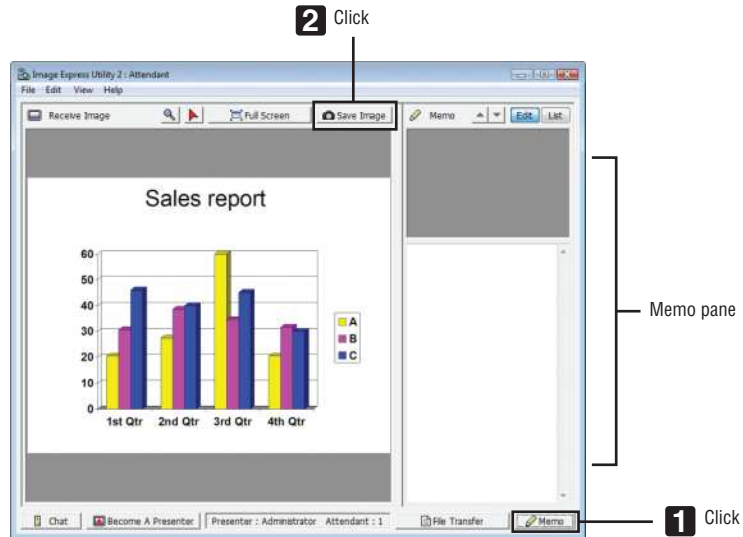 2 Click
Image Express Utility 2 : Attendant
File Edit View Help
Receive Image Full Screen Save Image Memo Edit List
Sales report
60
50
40
30
20
10
0
1st Qtr 2nd Qtr 3rd Qtr 4th Qtr
A
B
C
Memo pane
Chat Become A Presenter Presenter : Administrator Attendant : 1 File Transfer Memo
1 Click